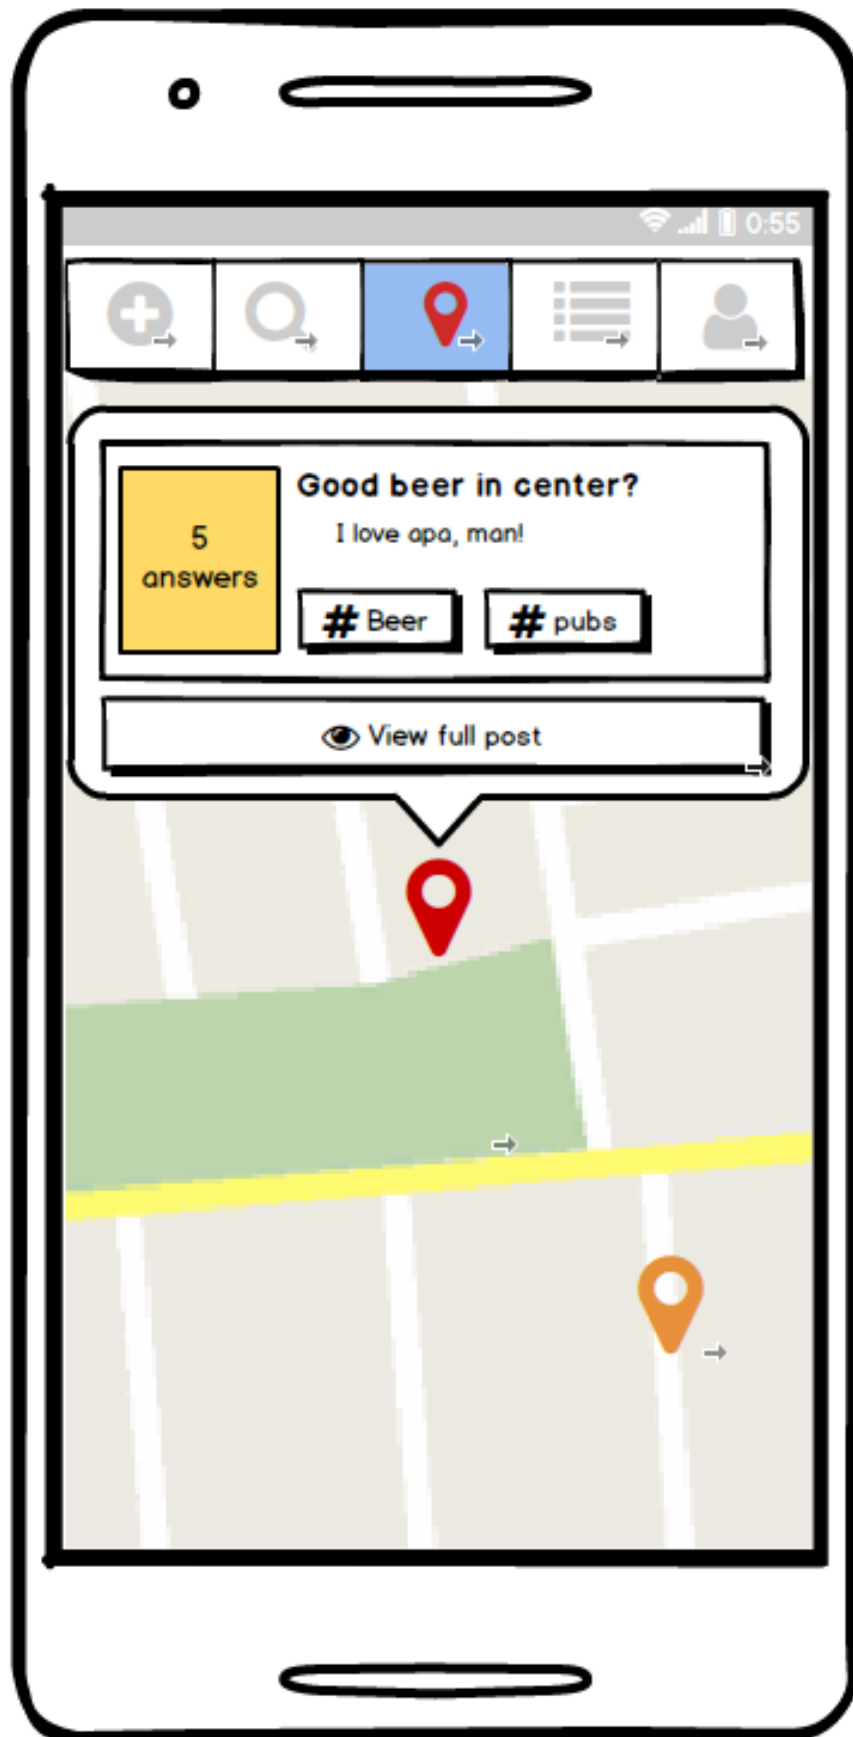 0:55
Good beer in center?
I love apa, man!
5
answers
# Beer
# pubs
View full post